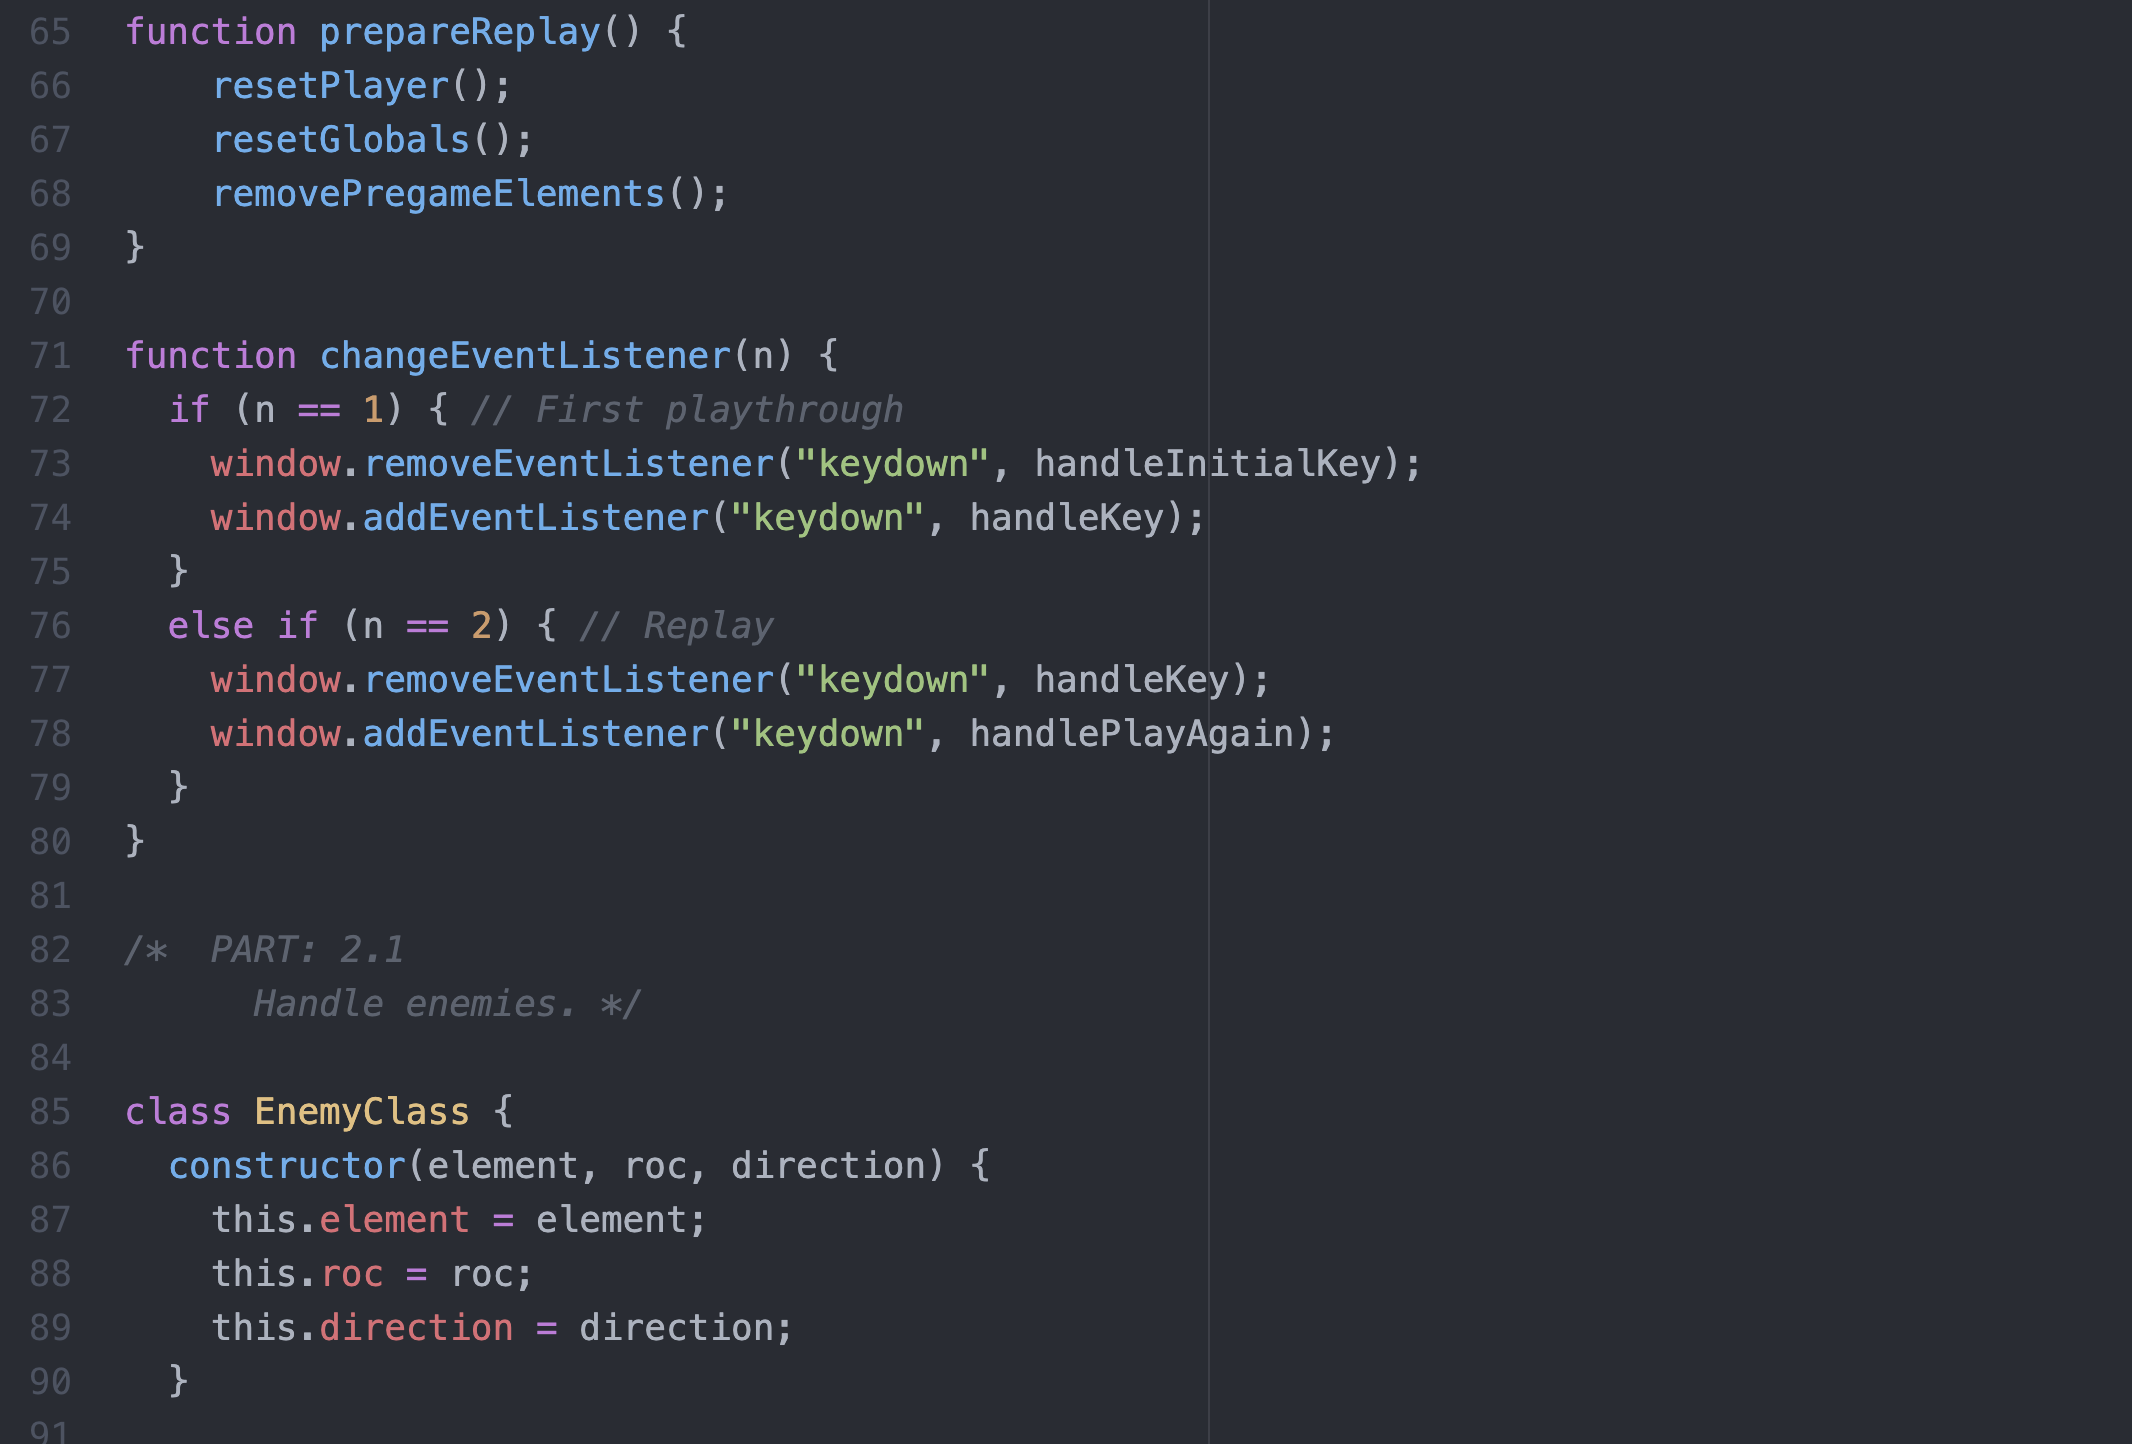 65 function prepareReplay() {
66     resetPlayer();
67     resetGlobals();
68     removePregameElements();
69 }
70
71 function changeEventListener(n) {
72   if (n == 1) { // First playthrough
73     window.removeEventListener("keydown", handleInitialKey);
74     window.addEventListener("keydown", handleKey);
75   }
76   else if (n == 2) { // Replay
77     window.removeEventListener("keydown", handleKey);
78     window.addEventListener("keydown", handlePlayAgain);
79   }
80 }
81
82 /*  PART: 2.1
83       Handle enemies. */
84
85 class EnemyClass {
86   constructor(element, roc, direction) {
87     this.element = element;
88     this.roc = roc;
89     this.direction = direction;
90   }
91